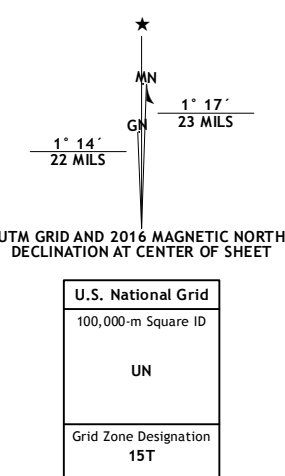 ★
MN
1° 17´
23 MILS
GN
1° 14´
22 MILS
UTM GRID AND 2016 MAGNETIC NORTH
DECLINATION AT CENTER OF SHEET
U.S. National Grid
100,000-m Square ID
UN
Grid Zone Designation
15T